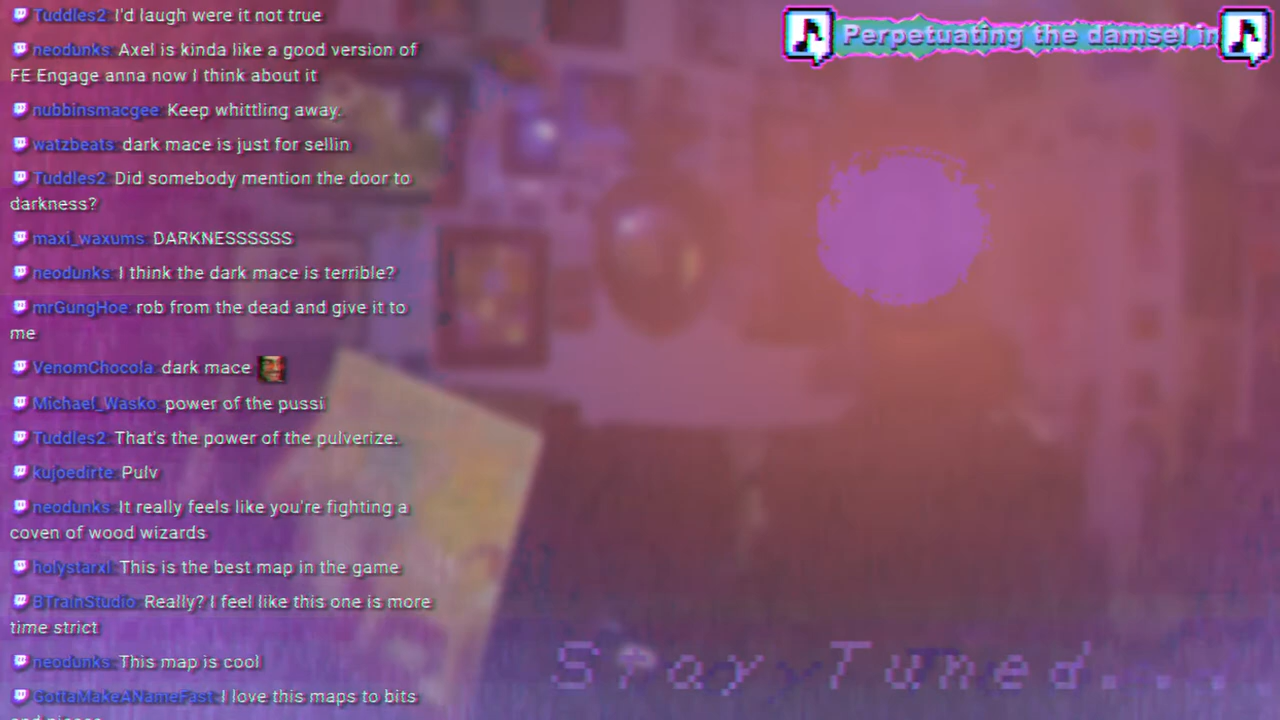 Tuddles2: I'd laugh were it not true
neodunks: Axel is kinda like a good version of
FE Engage anna now I think about it
nubbinsmacgee: Keep whittling away.
watzbeats: dark mace is just for sellin
Tuddles2: Did somebody mention the door to
darkness?
maxi_waxums: DARKNESSSSSS
neodunks: I think the dark mace is terrible?
mrGungHoe: rob from the dead and give it to
me
VenomChocola: dark mace
Michael_Wasko: power of the pussi
Tuddles2: That's the power of the pulverize.
kujoedirte: Pulv
neodunks: It really feels like you're fighting a
coven of wood wizards
holystarxl: This is the best map in the game
BTrainStudio: Really? I feel like this one is more
time strict
neodunks: This map is cool
GottaMakeANameFast: I love this maps to bits
Perpetuating the damsel in
Stay Tuned...